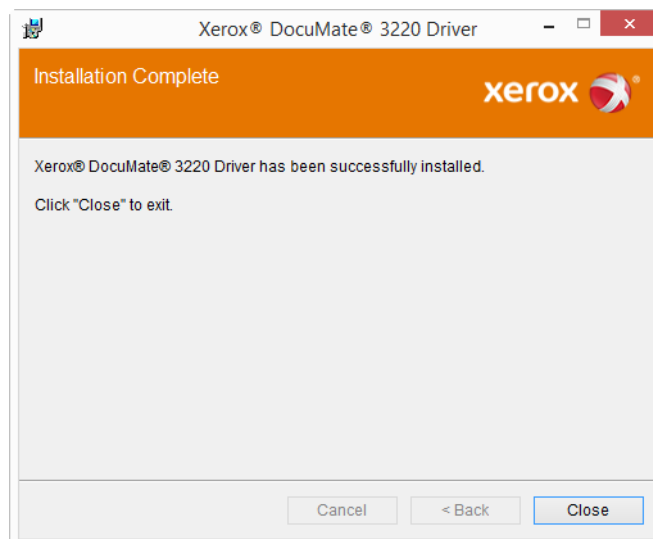 Xerox® DocuMate® 3220 Driver
Installation Complete
xerox
Xerox® DocuMate® 3220 Driver has been successfully installed.
Click "Close" to exit.
Cancel
< Back
Close